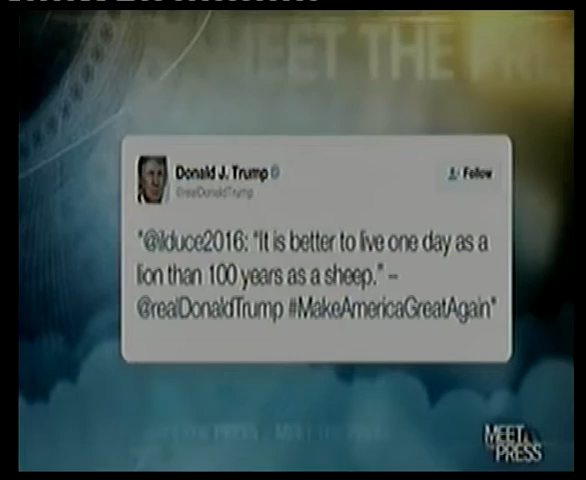 MEET THE PRE
Donald J. Trump
@realDonaldTrump
Follow
"@ilduce2016: "It is better to live one day as a
lion than 100 years as a sheep." –
@realDonaldTrump #MakeAmericaGreatAgain"
MEET
THE PRESS